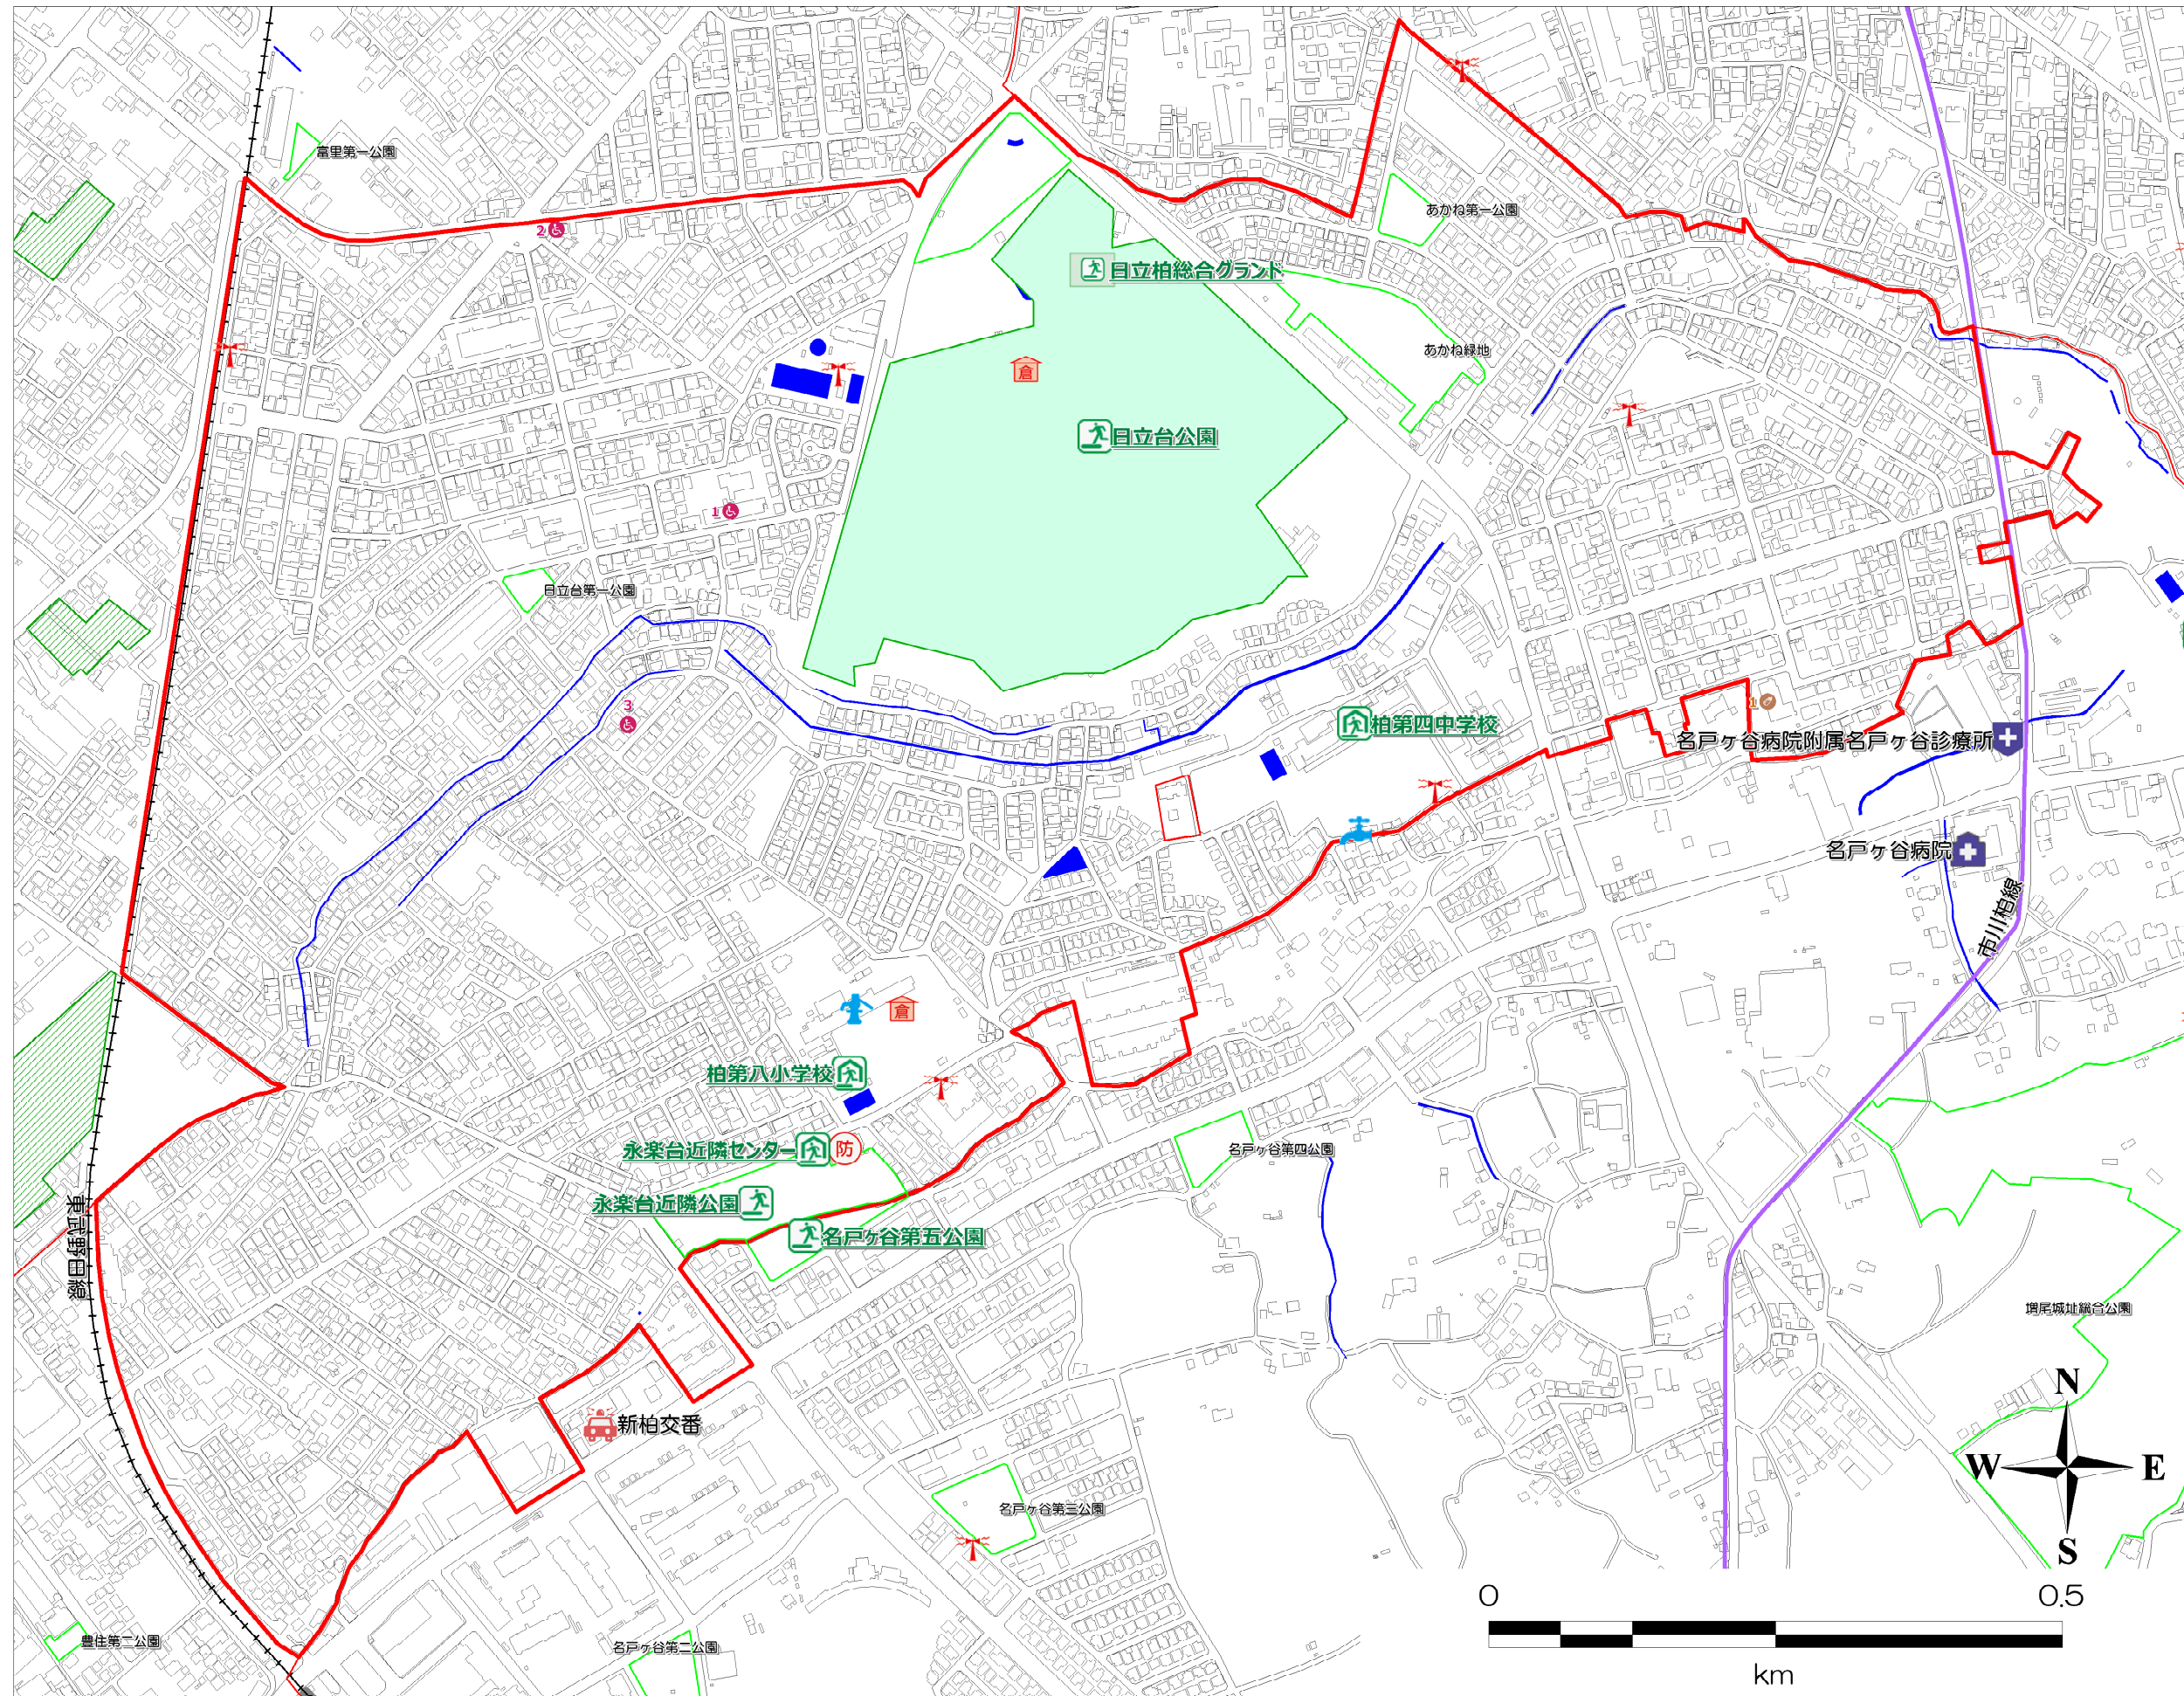 富里第一公園
あかね第一公園
2
日立柏総合グランド
あかね緑地
倉
日立台公園
1
日立台第一公園
3
1
柏第四中学校
名戸ヶ谷病院附属名戸ヶ谷診療所
名戸ヶ谷病院
市川柏線
倉
柏第八小学校
永楽台近隣センター
防
名戸ヶ谷第四公園
永楽台近隣公園
名戸ヶ谷第五公園
東武野田線
増尾城址総合公園
新柏交番
N
W
E
S
名戸ヶ谷第三公園
0
0.5
km
豊住第二公園
名戸ヶ谷第二公園